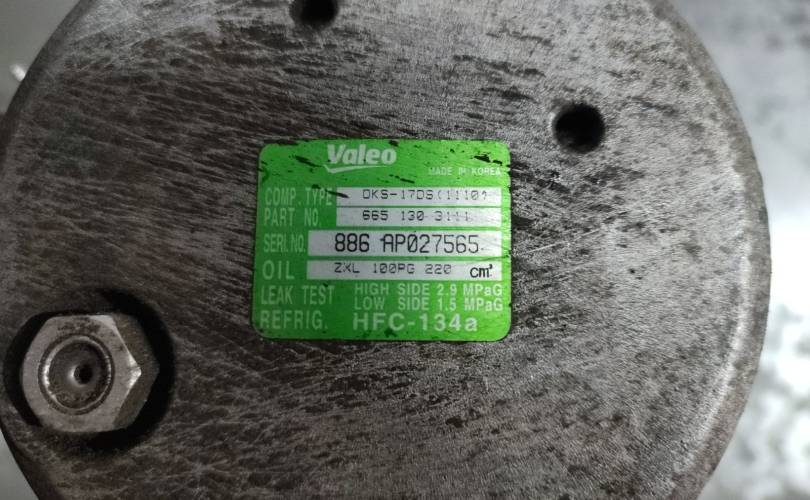 Valeo
MADE IN KOREA
COMP.TYPE DKS-17DS(1110)
PART NO. 665 130 3111
SERI.NO. 886 AP027565
OIL ZXL 100PG 220 cm³
LEAK TEST HIGH SIDE 2.9 MPaG
LOW SIDE 1.5 MPaG
REFRIG. HFC-134a